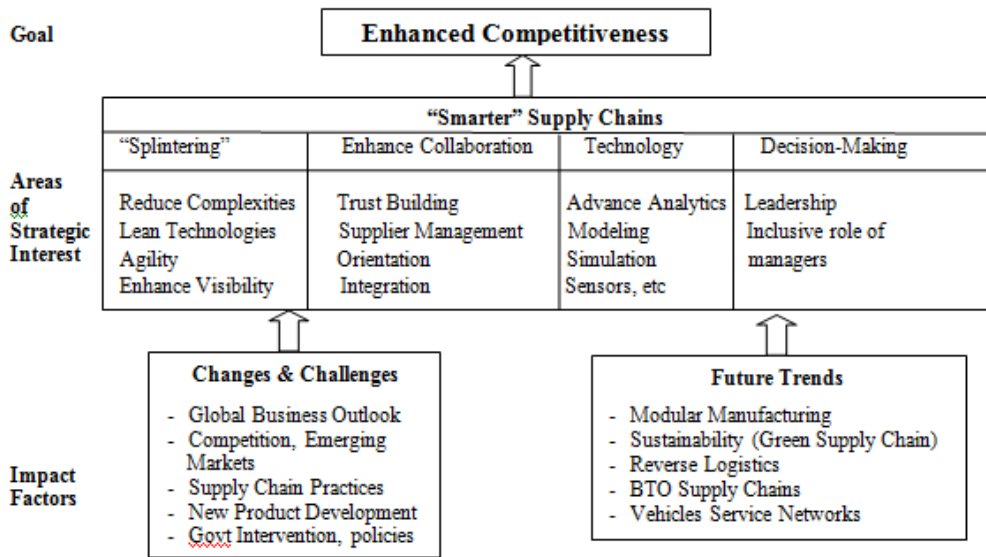 Goal
Enhanced Competitiveness
“Smarter” Supply Chains
“Splintering”
Enhance Collaboration
Technology
Decision-Making
Areas
of
Strategic
Interest
Reduce Complexities
Lean Technologies
Agility
Enhance Visibility
Trust Building
Supplier Management
Orientation
Integration
Advance Analytics
Modeling
Simulation
Sensors, etc
Leadership
Inclusive role of
managers
Impact
Factors
Changes & Challenges
- Global Business Outlook
- Competition, Emerging
Markets
- Supply Chain Practices
- New Product Development
- Govt Intervention, policies
Future Trends
- Modular Manufacturing
- Sustainability (Green Supply Chain)
- Reverse Logistics
- BTO Supply Chains
- Vehicles Service Networks